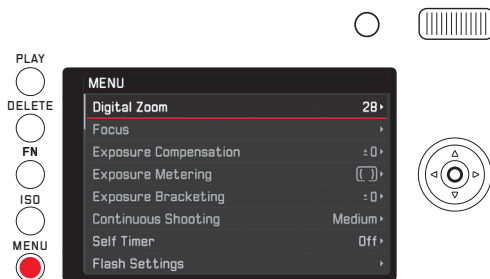 PLAY
DELETE
FN
ISO
MENU
MENU
Digital Zoom 28
Focus
Exposure Compensation ±0
Exposure Metering
Exposure Bracketing ±0
Continuous Shooting Medium
Self Timer Off
Flash Settings